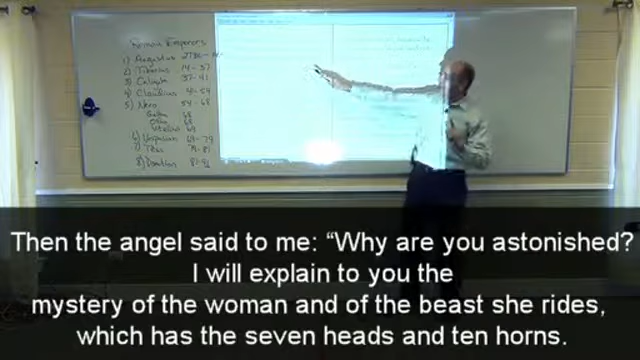 Roman Emperors
1) Augustus
2) Tiberius 14-37
3) Caligula 37-41
4) Claudius 41-54
5) Nero 54-68
Galba 68
Otho 68
Vitellius 69
6) Vespasian 69-79
7) Titus 79-81
8) Domitian 81-96
Then the angel said to me: “Why are you astonished?
I will explain to you the
mystery of the woman and of the beast she rides,
which has the seven heads and ten horns.